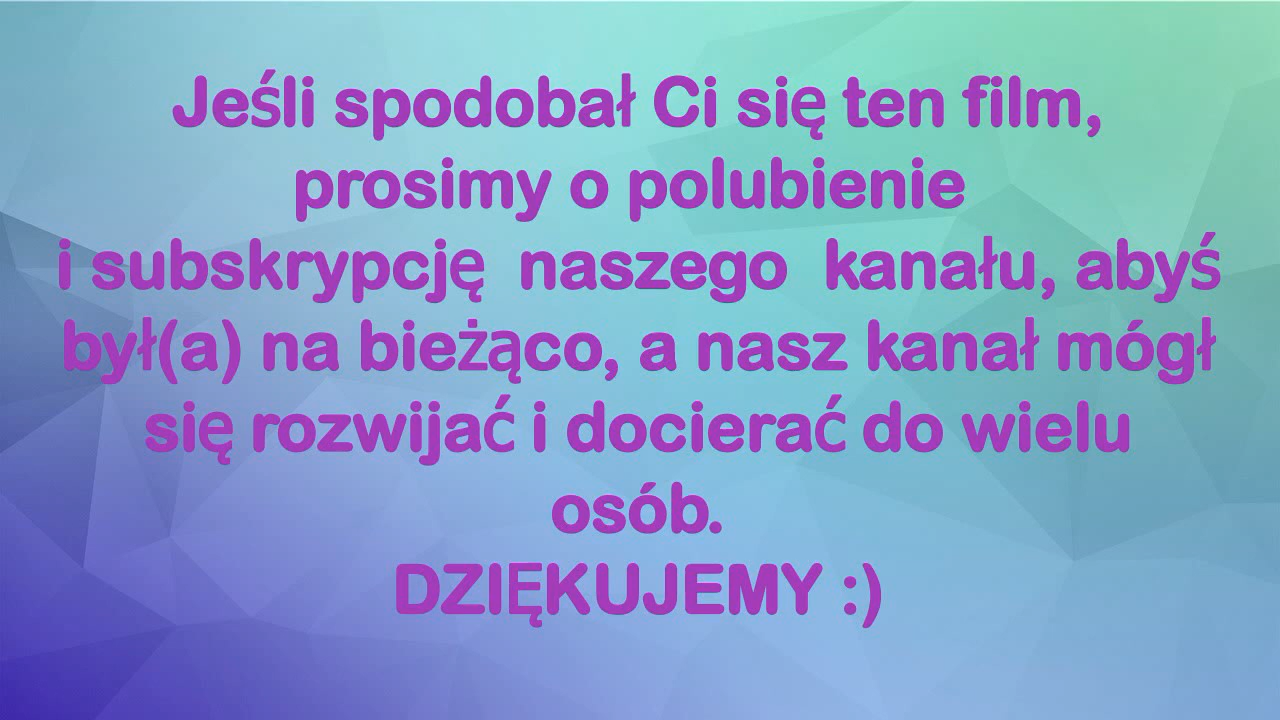 Jeśli spodobał Ci się ten film,
prosimy o polubienie
i subskrypcję naszego kanału, abyś
był(a) na bieżąco, a nasz kanał mógł
się rozwijać i docierać do wielu
osób.
DZIĘKUJEMY :)